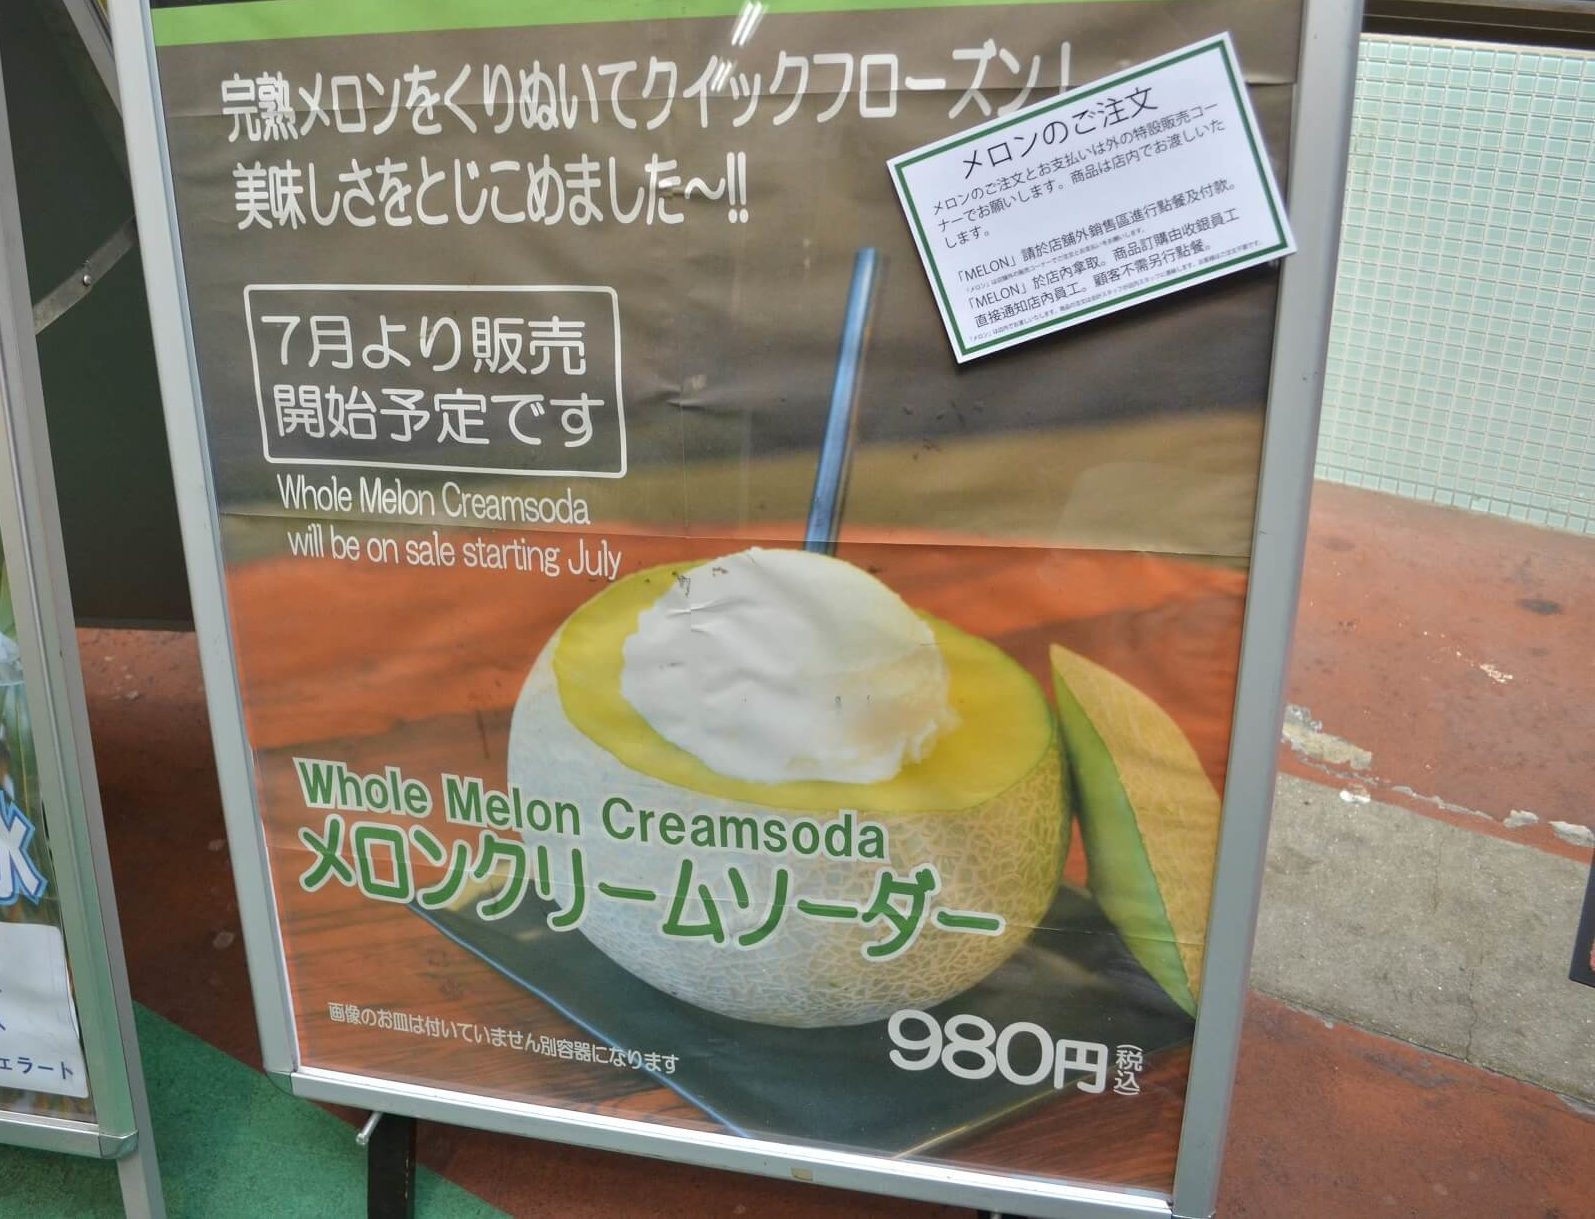 完熟メロンをくりぬいてクイックフローズン！
美味しさをとじこめました〜!!
7月より販売
開始予定です
Whole Melon Creamsoda
will be on sale starting July
メロンのご注文
メロンのご注文とお支払いは外の特設販売コー
ナーでお願いします。商品は店内でお渡しいた
します。
「MELON」請於店舖外銷售區進行點餐及付款。
「MELON」於店內拿取。商品訂購由收銀員工
直接通知店內員工。顧客不需另行點餐。
Whole Melon Creamsoda
メロンクリームソーダー
画像のお皿は付いていません別容器になります
980円(税込)
ェラート